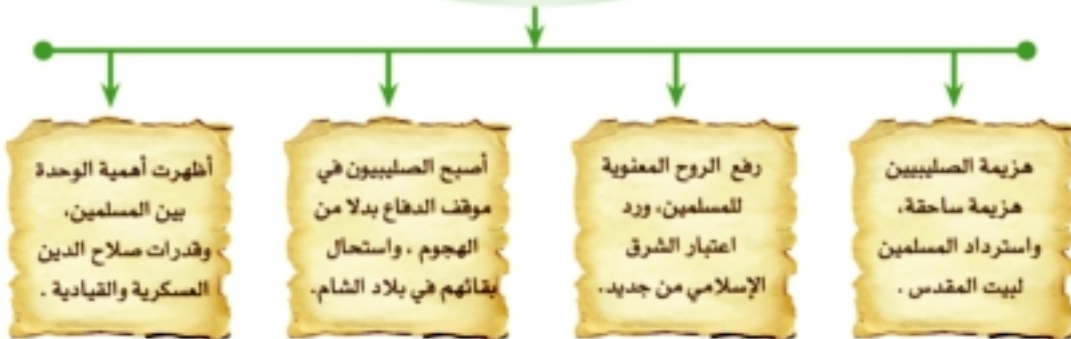 هزيمة الصليبيين
هزيمة ساحقة،
واسترداد المسلمين
لبيت المقدس .
رفع الروح المعنوية
للمسلمين، ورد
اعتبار الشرق
الإسلامي من جديد.
أصبح الصليبيون في
موقف الدفاع بدلا من
الهجوم ، واستحال
بقائهم في بلاد الشام.
أظهرت أهمية الوحدة
بين المسلمين،
وقدرات صلاح الدين
العسكرية والقيادية .